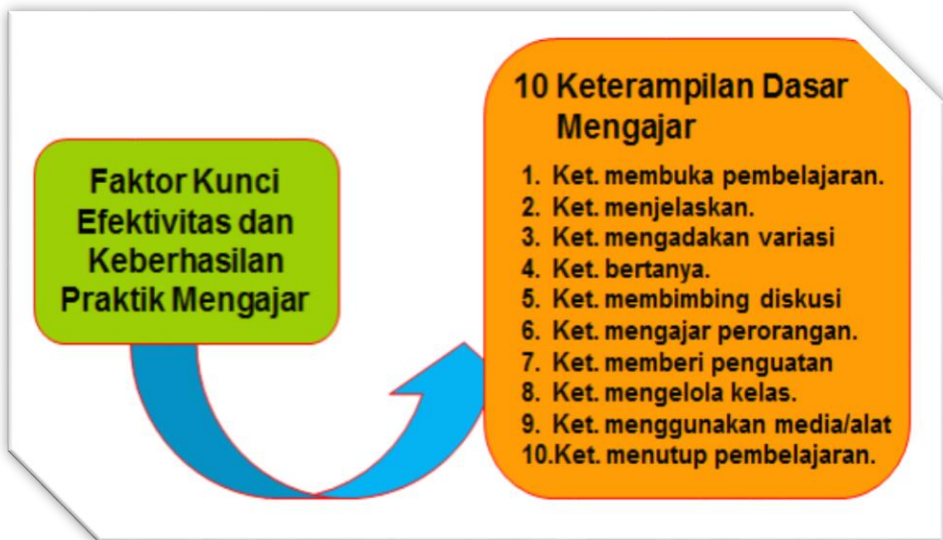 Faktor Kunci
Efektivitas dan
Keberhasilan
Praktik Mengajar
10 Keterampilan Dasar
Mengajar
1. Ket. membuka pembelajaran.
2. Ket. menjelaskan.
3. Ket. mengadakan variasi
4. Ket. bertanya.
5. Ket. membimbing diskusi
6. Ket. mengajar perorangan.
7. Ket. memberi penguatan
8. Ket. mengelola kelas.
9. Ket. menggunakan media/alat
10.Ket. menutup pembelajaran.